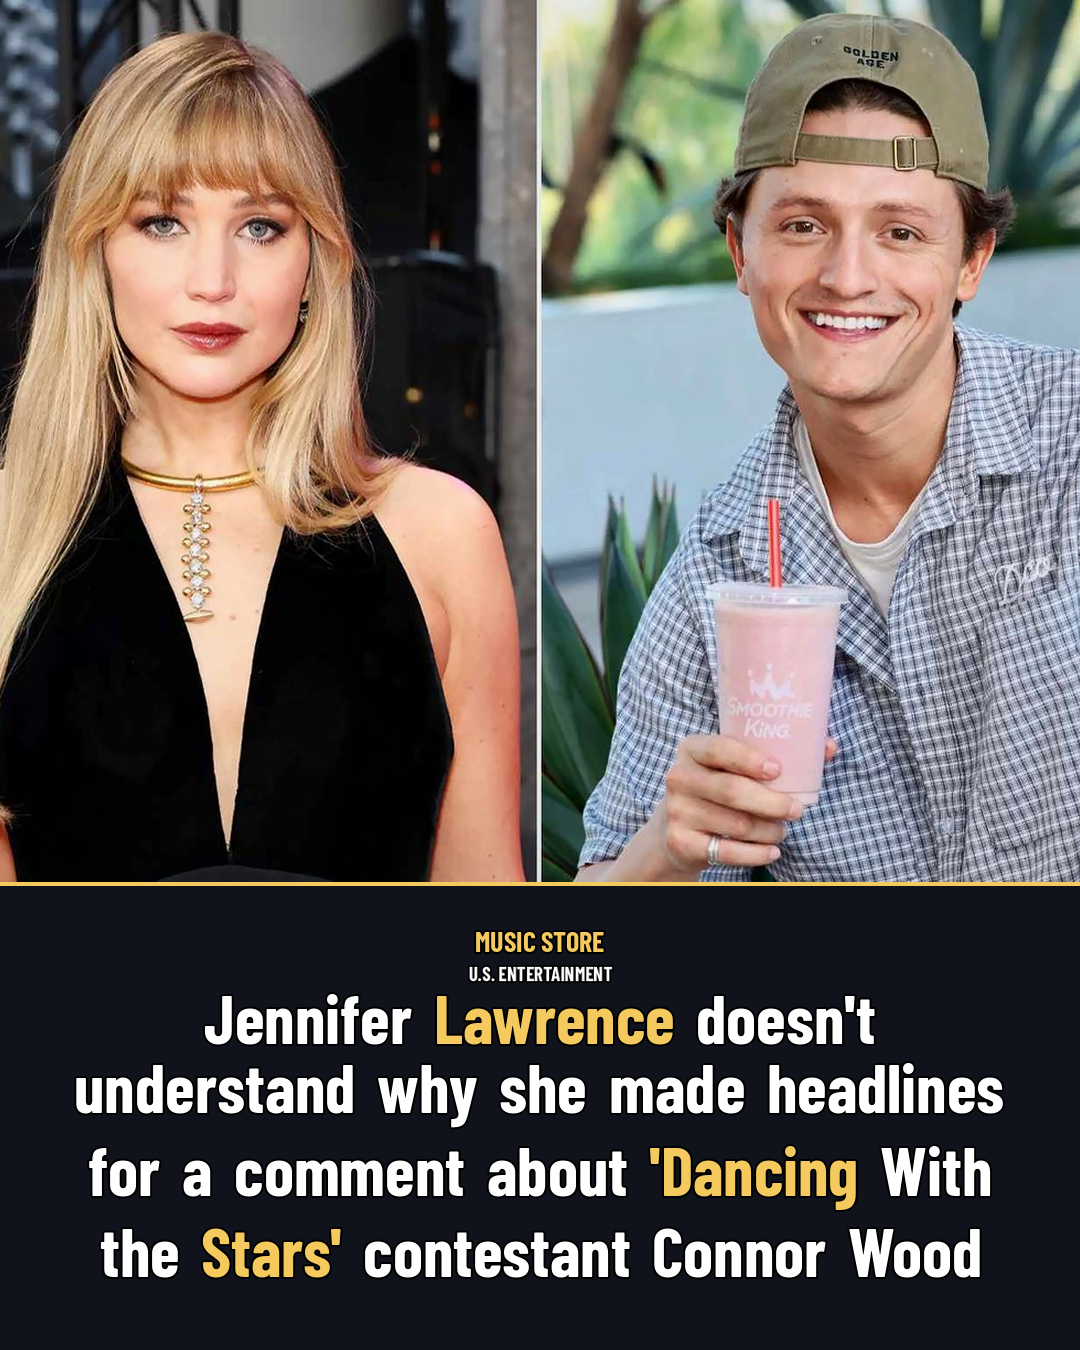 GOLDEN
AGE
SMOOTHIE
KING
MUSIC STORE
U.S. ENTERTAINMENT
Jennifer Lawrence doesn't
understand why she made headlines
for a comment about 'Dancing With
the Stars' contestant Connor Wood